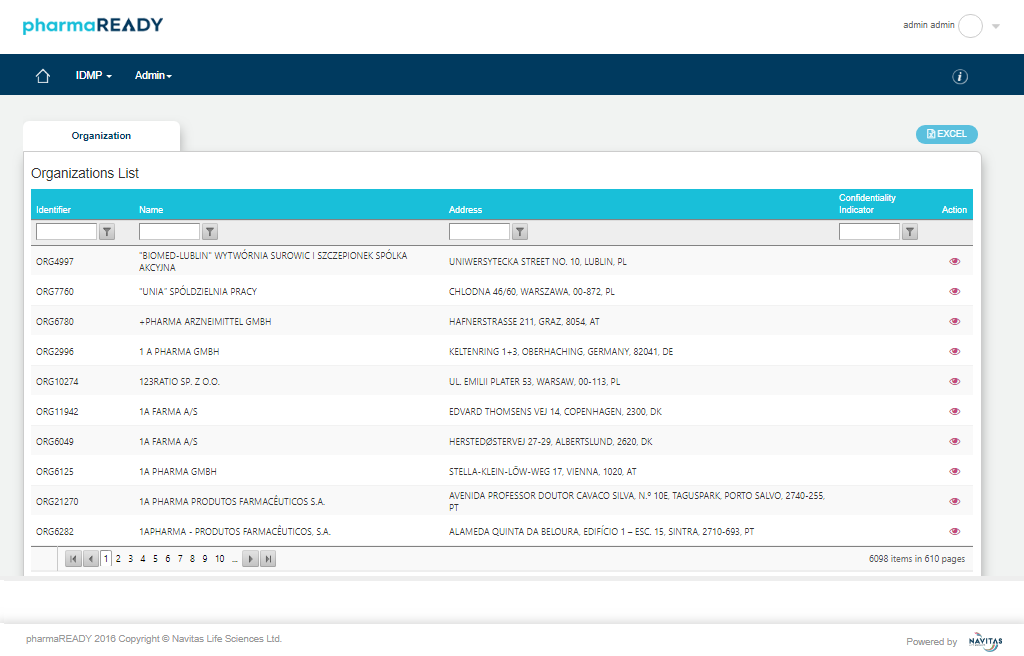 pharmaREADY
admin admin
IDMP
Admin
i
Organization
EXCEL
Organizations List
Identifier Name Address Confidentiality Indicator Action
ORG4997 "BIOMED-LUBLIN" WYTWÓRNIA SUROWIC I SZCZEPIONEK SPÓLKA AKCYJNA UNIWERSYTECKA STREET NO. 10, LUBLIN, PL
ORG7760 "UNIA" SPÓLDZIELNIA PRACY CHLODNA 46/60, WARSZAWA, 00-872, PL
ORG6780 +PHARMA ARZNEIMITTEL GMBH HAFNERSTRASSE 211, GRAZ, 8054, AT
ORG2996 1 A PHARMA GMBH KELTENRING 1+3, OBERHACHING, GERMANY, 82041, DE
ORG10274 123RATIO SP. Z O.O. UL. EMILII PLATER 53, WARSAW, 00-113, PL
ORG11942 1A FARMA A/S EDVARD THOMSENS VEJ 14, COPENHAGEN, 2300, DK
ORG6049 1A FARMA A/S HERSTEDØSTERVEJ 27-29, ALBERTSLUND, 2620, DK
ORG6125 1A PHARMA GMBH STELLA-KLEIN-LÖW-WEG 17, VIENNA, 1020, AT
ORG21270 1A PHARMA PRODUTOS FARMACÉUTICOS S.A. AVENIDA PROFESSOR DOUTOR CAVACO SILVA, N.º 10E, TAGUSPARK, PORTO SALVO, 2740-255, PT
ORG6282 1APHARMA - PRODUTOS FARMACÊUTICOS, S.A. ALAMEDA QUINTA DA BELOURA, EDIFÍCIO 1 – ESC. 15, SINTRA, 2710-693, PT
1 2 3 4 5 6 7 8 9 10 ... 6098 items in 610 pages
pharmaREADY 2016 Copyright © Navitas Life Sciences Ltd.
Powered by NAVITAS